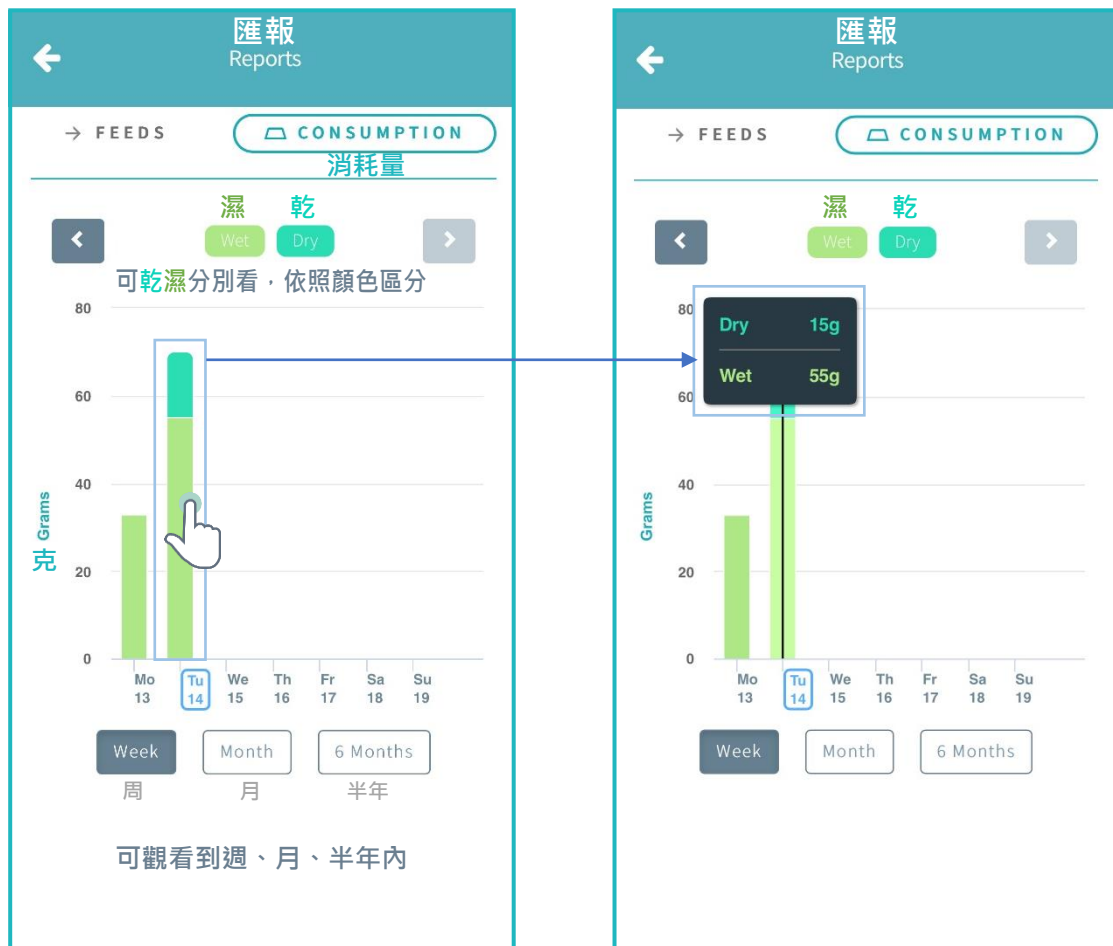 匯報
Reports
FEEDS
CONSUMPTION
消耗量
濕 乾
Wet Dry
可乾濕分別看，依照顏色區分
80
60
40
20
0
Grams
克
Mo Tu We Th Fr Sa Su
13 14 15 16 17 18 19
Week Month 6 Months
周 月 半年
可觀看到週、月、半年內
匯報
Reports
FEEDS
CONSUMPTION
濕 乾
Wet Dry
80
Dry 15g
Wet 55g
60
40
20
0
Grams
Mo Tu We Th Fr Sa Su
13 14 15 16 17 18 19
Week Month 6 Months